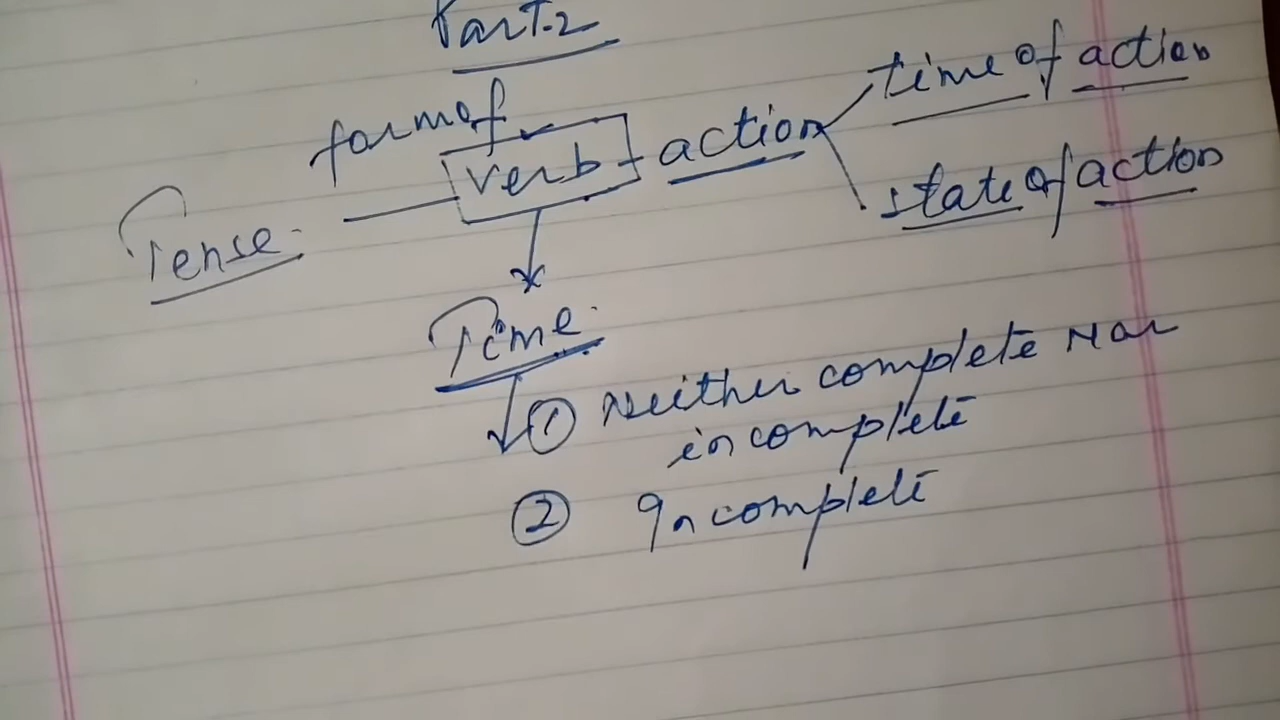 Part-2
form of
Tense. verb action time of action
state of action
Time.
① Neither complete Nor
incomplete
② Incomplete